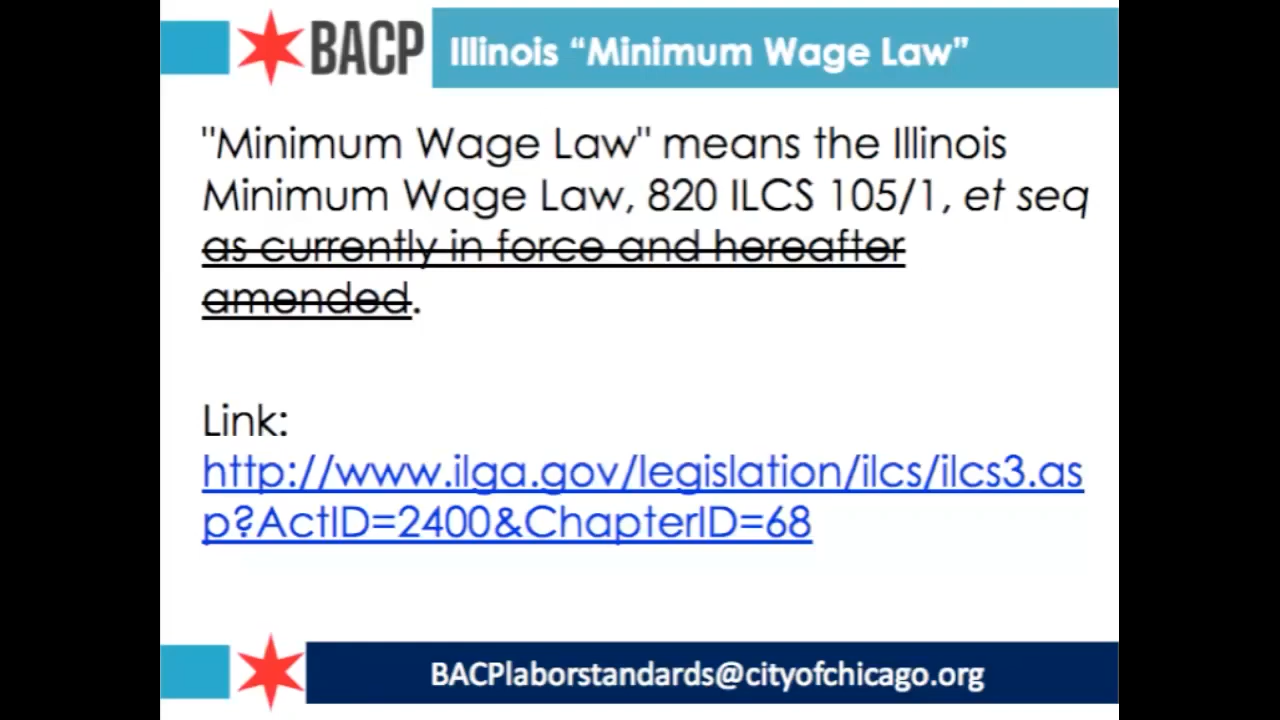 BACP
Illinois “Minimum Wage Law”
"Minimum Wage Law" means the Illinois
Minimum Wage Law, 820 ILCS 105/1, et seq
as currently in force and hereafter
amended.
Link:
http://www.ilga.gov/legislation/ilcs/ilcs3.as
p?ActID=2400&ChapterID=68
BACPlaborstandards@cityofchicago.org